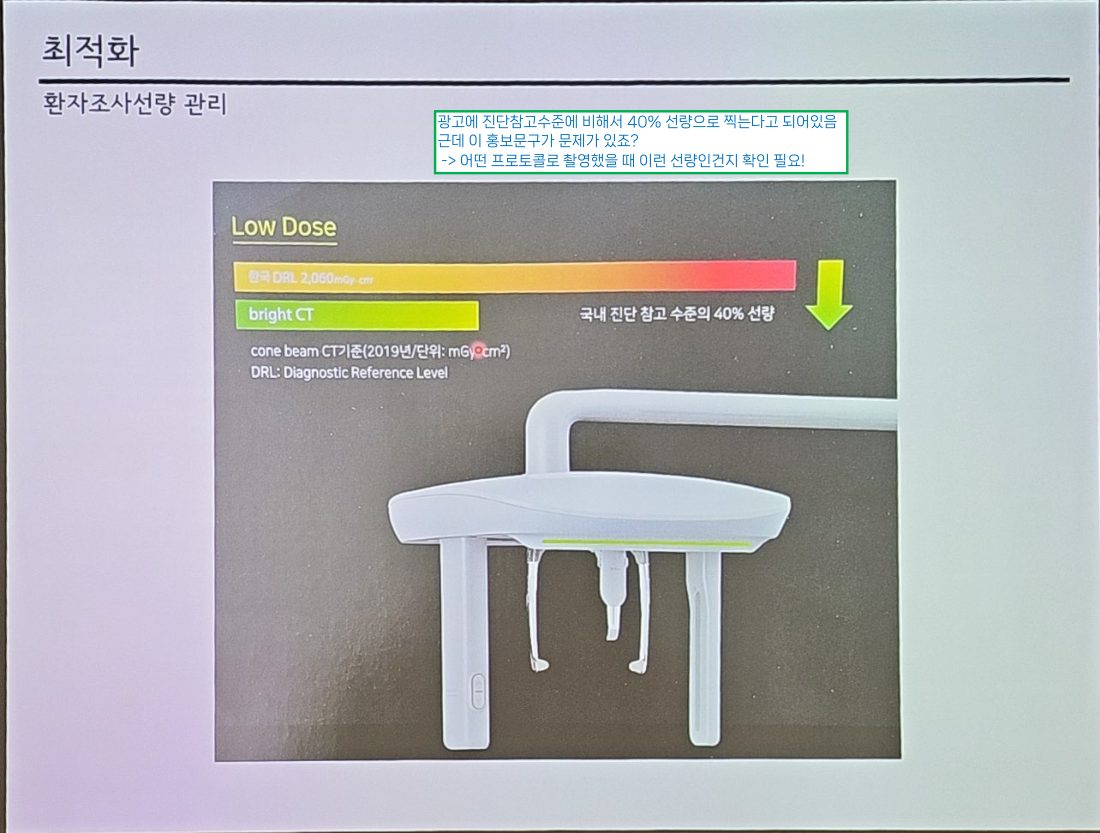 최적화
환자조사선량 관리
광고에 진단참고수준에 비해서 40% 선량으로 찍는다고 되어있음
근데 이 홍보문구가 문제가 있죠?
-> 어떤 프로토콜로 촬영했을 때 이런 선량인건지 확인 필요!
Low Dose
한국 DRL 2,060mGy·cm²
bright CT
국내 진단 참고 수준의 40% 선량
cone beam CT기준(2019년/단위: mGy·cm²)
DRL: Diagnostic Reference Level